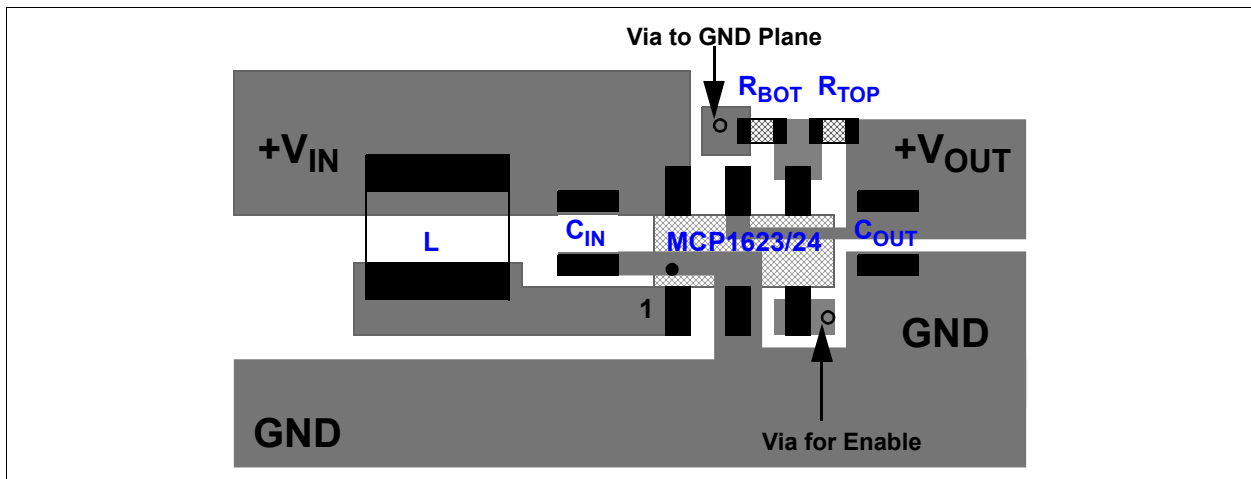 Via to GND Plane
RBOT RTOP
+VIN
+VOUT
L
CIN
MCP1623/24
COUT
1
GND
GND
Via for Enable